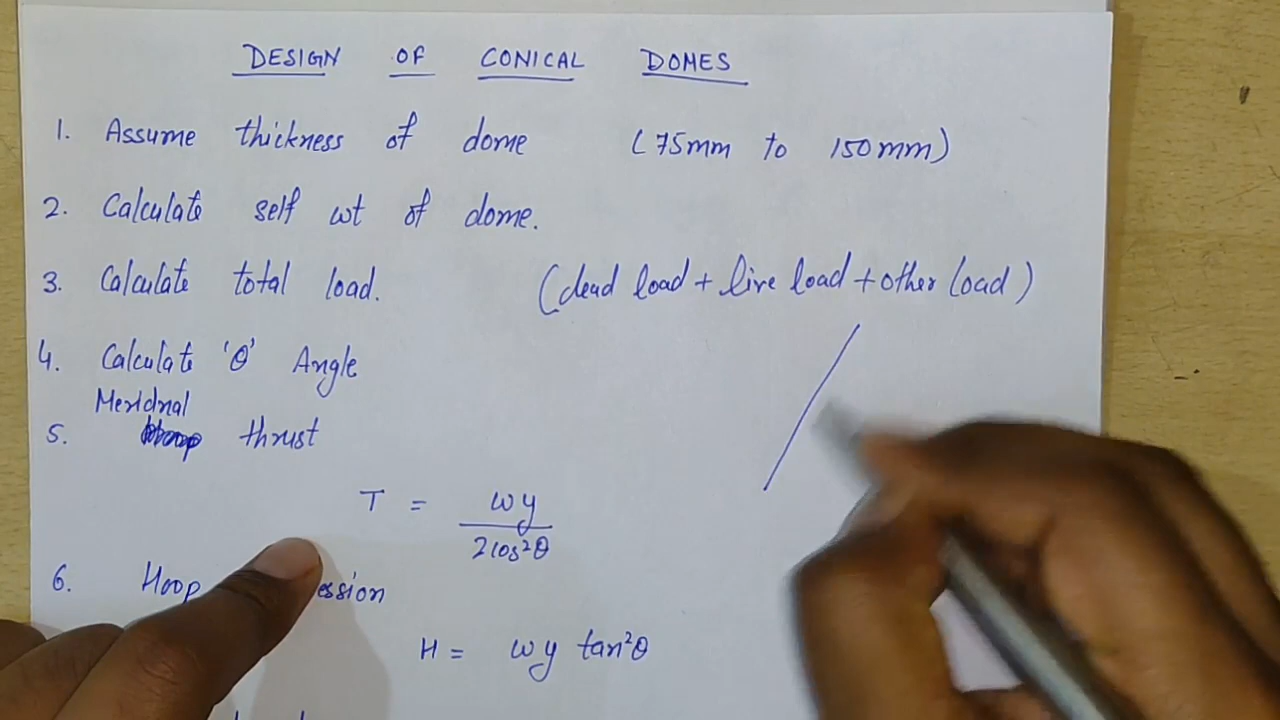 DESIGN OF CONICAL DOMES
1. Assume thickness of dome (75mm to 150mm)
2. Calculate self wt of dome.
3. Calculate total load. (dead load + live load + other load)
4. Calculate 'θ' Angle
Meridnal
5. thrust
T = wy / 2cos²θ
6. Hoop ession
H = wy tan²θ